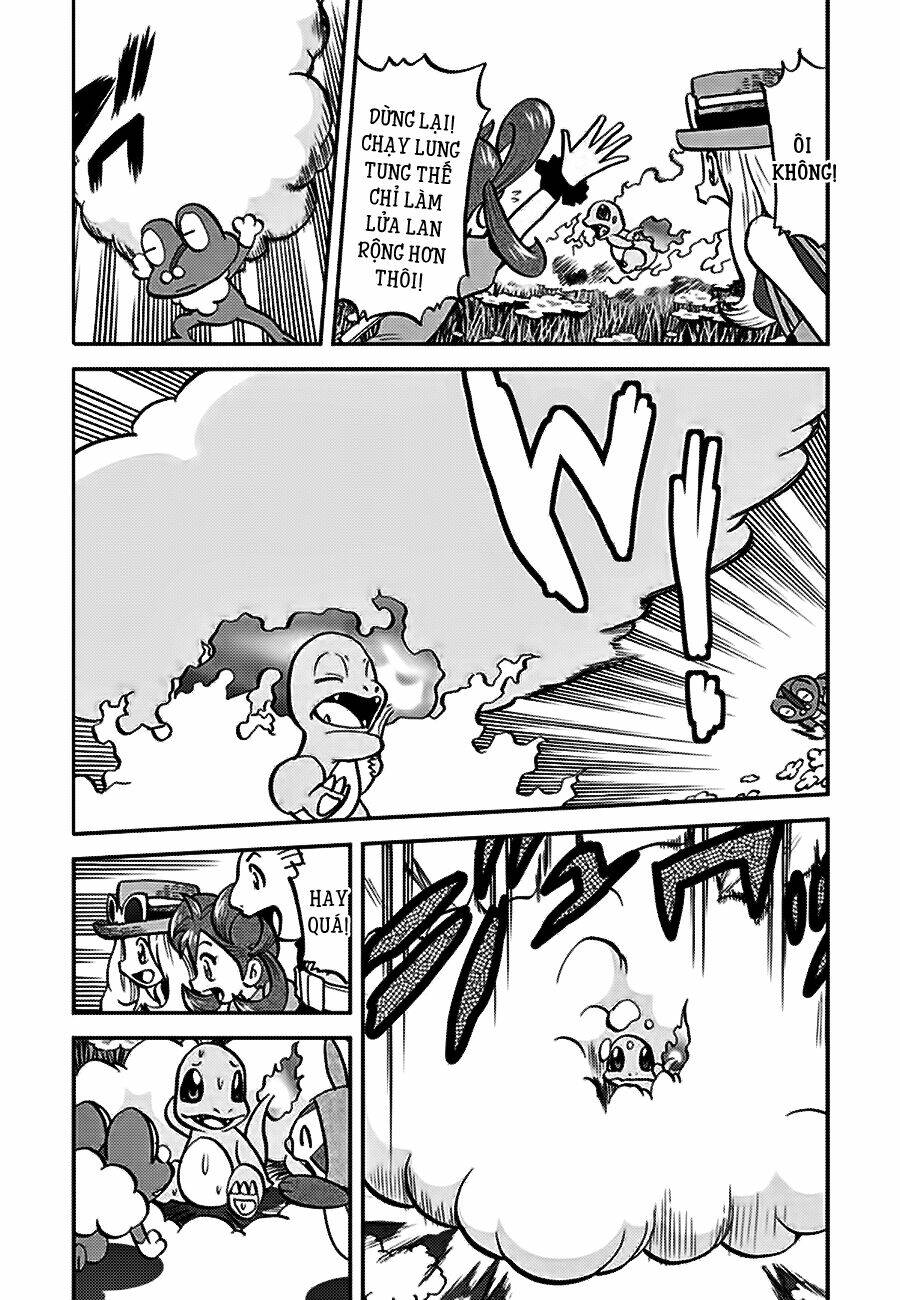 ÔI
KHÔNG!
DỪNG LẠI!
CHẠY LUNG
TUNG THẾ
CHỈ LÀM
LỬA LAN
RỘNG HƠN
THÔI!
HAY
QUÁ!